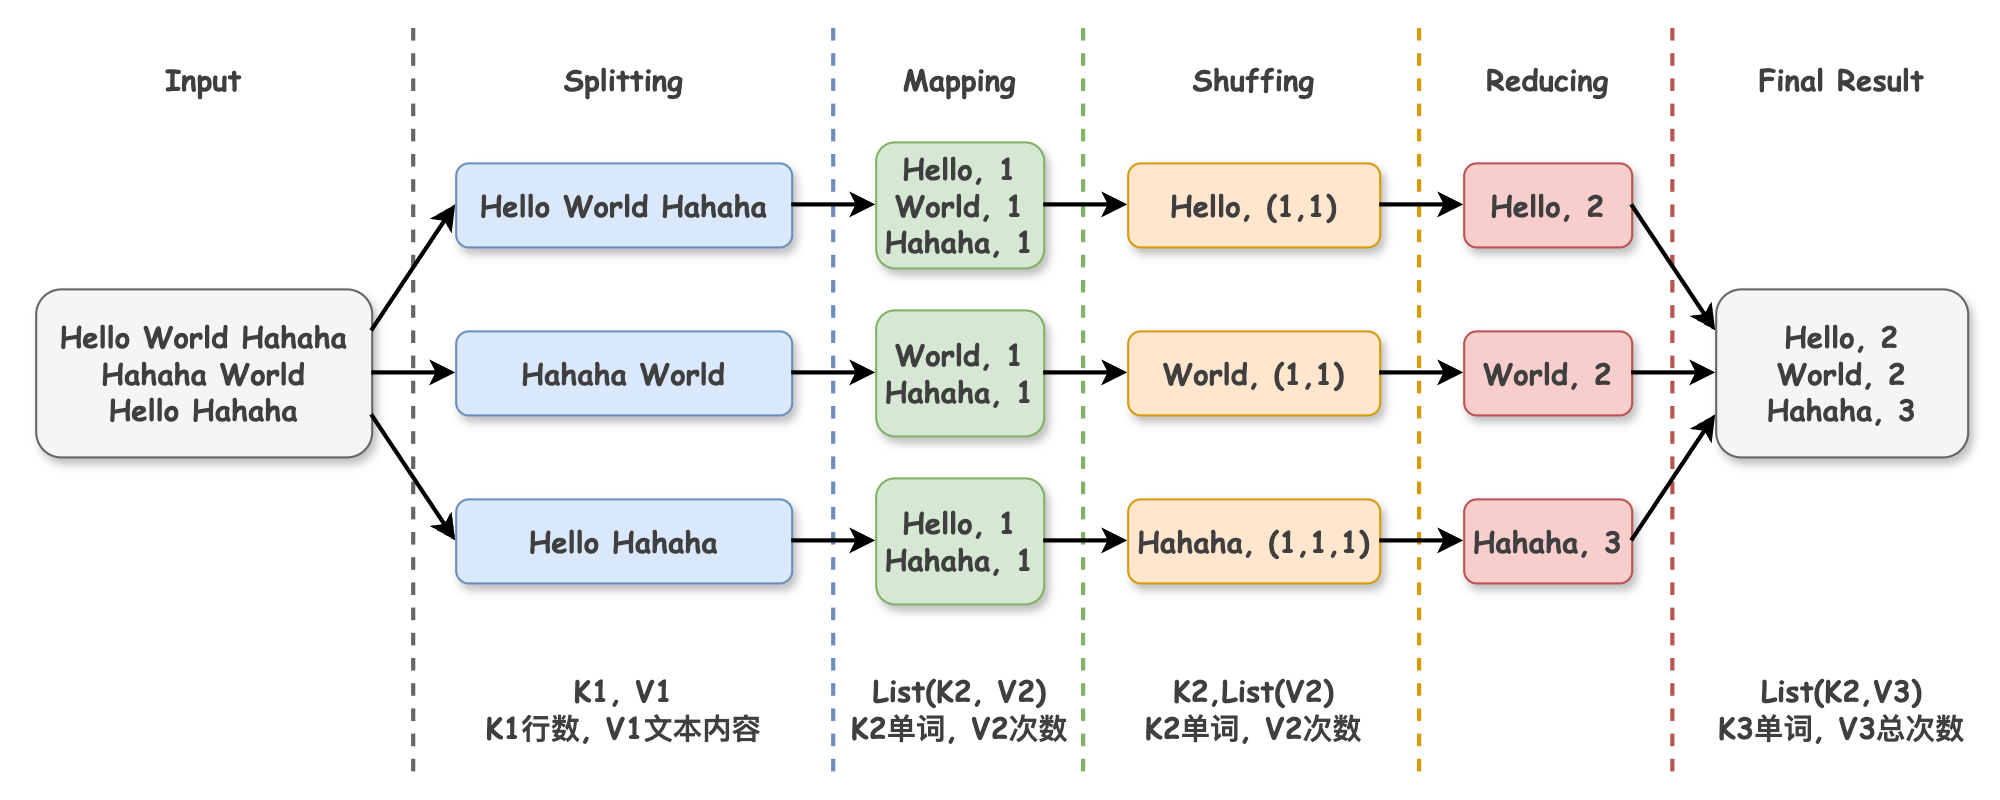 Input
Splitting
Mapping
Shuffing
Reducing
Final Result
Hello World Hahaha
Hahaha World
Hello Hahaha
Hello World Hahaha
Hahaha World
Hello Hahaha
Hello, 1
World, 1
Hahaha, 1
World, 1
Hahaha, 1
Hello, 1
Hahaha, 1
Hello, (1,1)
World, (1,1)
Hahaha, (1,1,1)
Hello, 2
World, 2
Hahaha, 3
Hello, 2
World, 2
Hahaha, 3
K1, V1
K1行数, V1文本内容
List(K2, V2)
K2单词, V2次数
K2,List(V2)
K2单词, V2次数
List(K2,V3)
K3单词, V3总次数